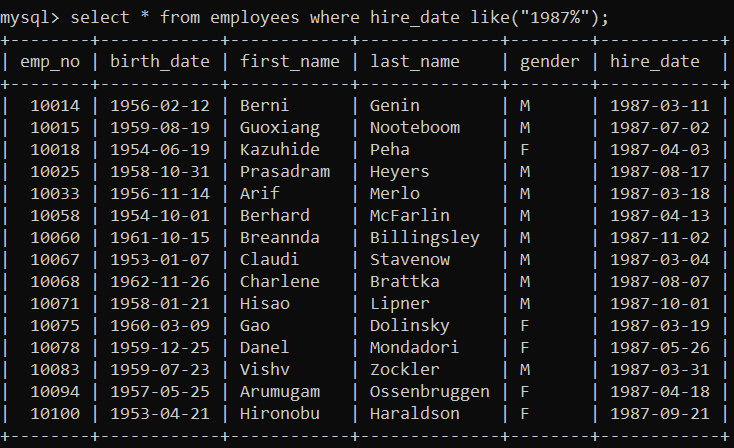 mysql> select * from employees where hire_date like("1987%");
+--------+------------+------------+-------------+--------+------------+
| emp_no | birth_date | first_name | last_name   | gender | hire_date  |
+--------+------------+------------+-------------+--------+------------+
|  10014 | 1956-02-12 | Berni      | Genin       | M      | 1987-03-11 |
|  10015 | 1959-08-19 | Guoxiang   | Nooteboom   | M      | 1987-07-02 |
|  10018 | 1954-06-19 | Kazuhide   | Peha        | F      | 1987-04-03 |
|  10025 | 1958-10-31 | Prasadram  | Heyers      | M      | 1987-08-17 |
|  10033 | 1956-11-14 | Arif       | Merlo       | M      | 1987-03-18 |
|  10058 | 1954-10-01 | Berhard    | McFarlin    | M      | 1987-04-13 |
|  10060 | 1961-10-15 | Breannda   | Billingsley | M      | 1987-11-02 |
|  10067 | 1953-01-07 | Claudi     | Stavenow    | M      | 1987-03-04 |
|  10068 | 1962-11-26 | Charlene   | Brattka     | M      | 1987-08-07 |
|  10071 | 1958-01-21 | Hisao      | Lipner      | M      | 1987-10-01 |
|  10075 | 1960-03-09 | Gao        | Dolinsky    | F      | 1987-03-19 |
|  10078 | 1959-12-25 | Danel      | Mondadori   | F      | 1987-05-26 |
|  10083 | 1959-07-23 | Vishv      | Zockler     | M      | 1987-03-31 |
|  10094 | 1957-05-25 | Arumugam   | Ossenbruggen | F      | 1987-04-18 |
|  10100 | 1953-04-21 | Hironobu   | Haraldson   | F      | 1987-09-21 |
+--------+------------+------------+-------------+--------+------------+